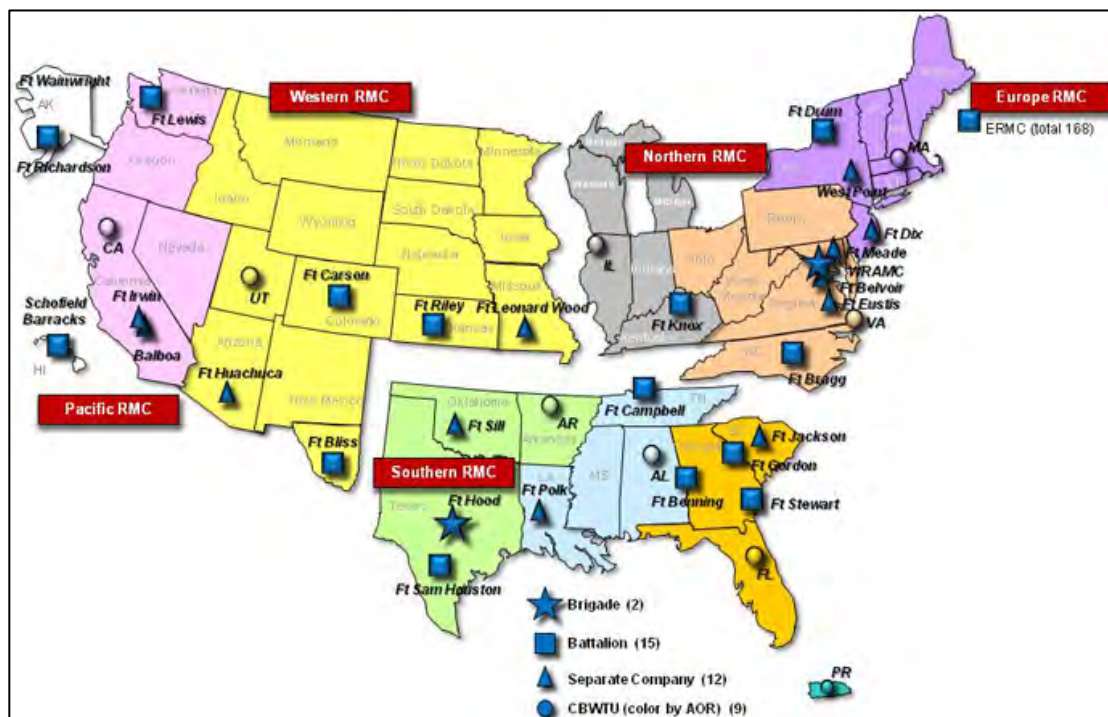 Ft Wainwright
AK
Ft Richardson
Ft Lewis
Western RMC
Europe RMC
ERMC (total 168)
Ft Drum
MA
Northern RMC
West Point
Ft Dix
Ft Meade
WRAMC
Ft Belvoir
Ft Eustis
VA
Oregon
Montana
North Dakota
Minnesota
Idaho
Wyoming
South Dakota
Iowa
Nevada
Nebraska
Missouri
CA
California
UT
IL
Indiana
Ohio
Ft Carson
Colorado
Ft Riley
Kansas
Ft Leonard Wood
Ft Knox
Kentucky
Virginia
Ft Irwin
Balboa
Schofield
Barracks
HI
Arizona
Ft Huachuca
New Mexico
NC
Ft Bragg
Pacific RMC
Ft Bliss
Oklahoma
Ft Sill
AR
Arkansas
TN
Ft Campbell
Ft Jackson
Ft Gordon
MS
AL
Ft Benning
Ft Stewart
Southern RMC
Texas
Ft Hood
LA
Ft Polk
Ft Sam Houston
FL
PR
Brigade (2)
Battalion (15)
Separate Company (12)
CBWTU (color by AOR) (9)